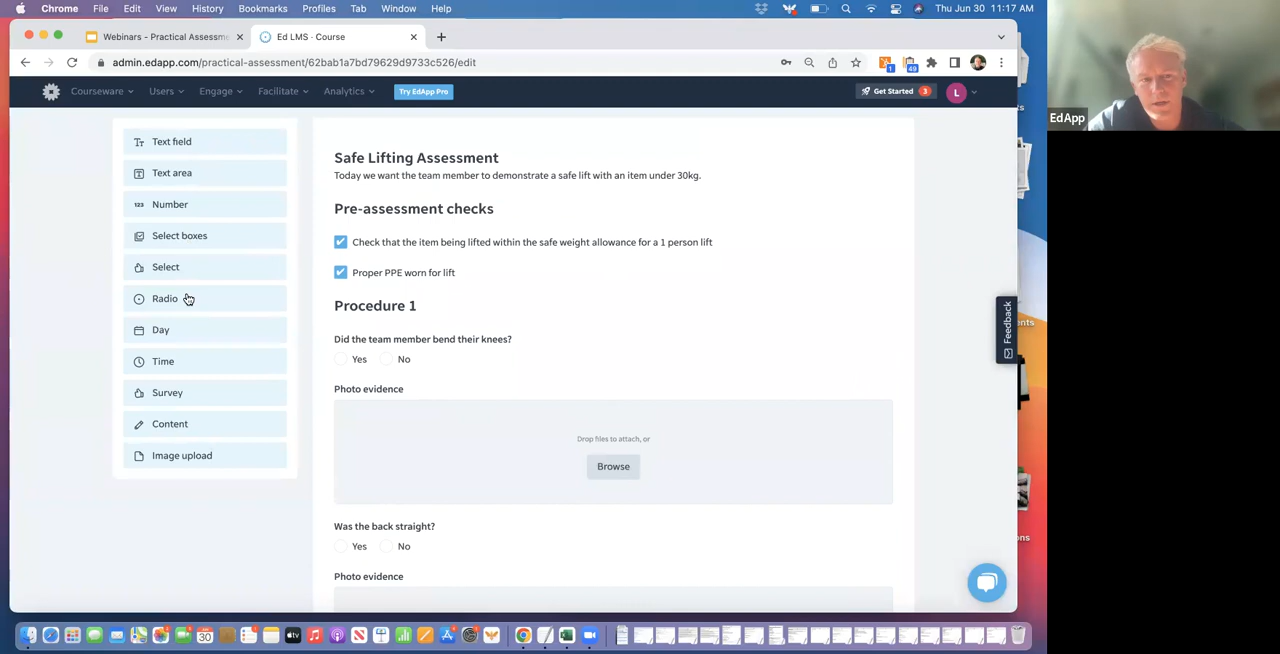 Chrome File Edit View History Bookmarks Profiles Tab Window Help Thu Jun 30 11:17 AM
Webinars - Practical Assessm
Ed LMS · Course
admin.edapp.com/practical-assessment/62bab1a7bd79629d9733c526/edit
1
49
Courseware Users Engage Facilitate Analytics Try EdApp Pro Get Started 3 L
EdApp
Text field
Text area
123 Number
Select boxes
Select
Radio
Day
Time
Survey
Content
Image upload
Safe Lifting Assessment
Today we want the team member to demonstrate a safe lift with an item under 30kg.
Pre-assessment checks
Check that the item being lifted within the safe weight allowance for a 1 person lift
Proper PPE worn for lift
Procedure 1
Did the team member bend their knees?
Yes No
Photo evidence
Drop files to attach, or
Browse
Was the back straight?
Yes No
Photo evidence
Feedback
30